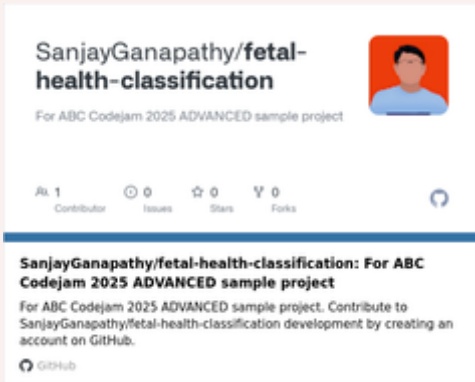 SanjayGanapathy/fetal-
health-classification
For ABC Codejam 2025 ADVANCED sample project
1
Contributor
0
Issues
0
Stars
0
Forks
SanjayGanapathy/fetal-health-classification: For ABC
Codejam 2025 ADVANCED sample project
For ABC Codejam 2025 ADVANCED sample project. Contribute to
SanjayGanapathy/fetal-health-classification development by creating an
account on GitHub.
GitHub